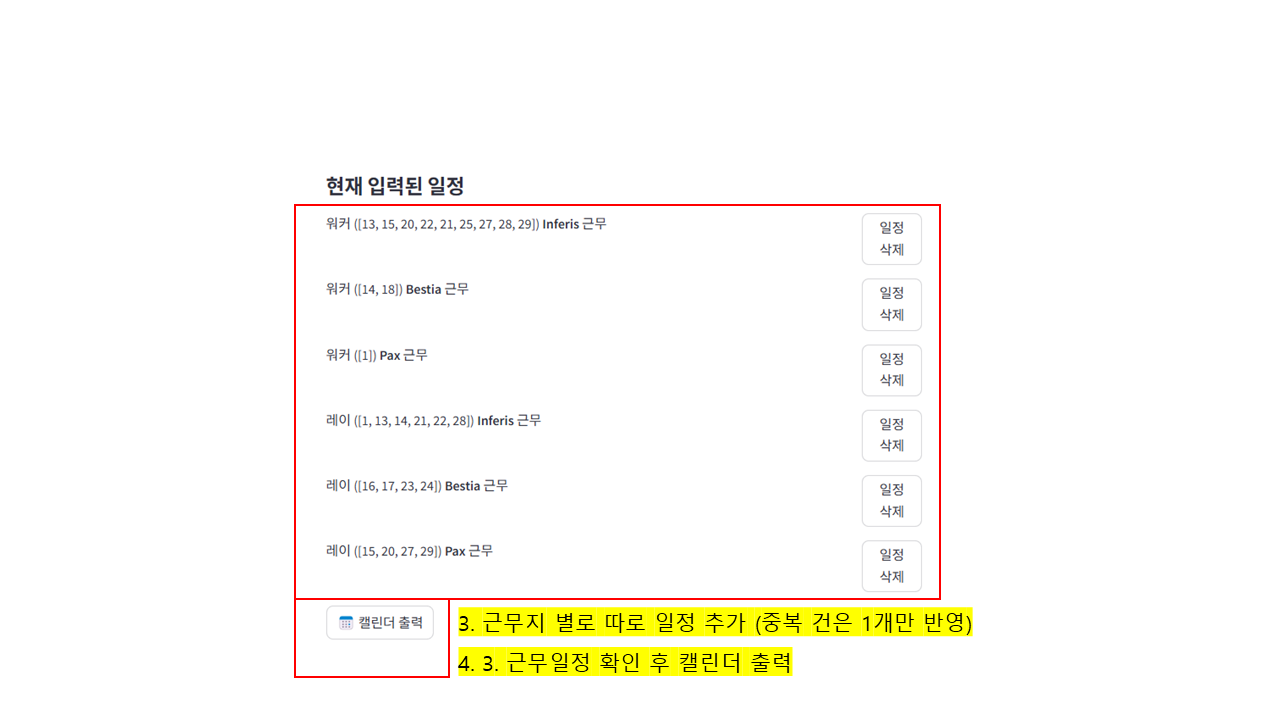 현재 입력된 일정
워커 ([13, 15, 20, 22, 21, 25, 27, 28, 29]) Inferis 근무
일정
삭제
워커 ([14, 18]) Bestia 근무
일정
삭제
워커 ([1]) Pax 근무
일정
삭제
레이 ([1, 13, 14, 21, 22, 28]) Inferis 근무
일정
삭제
레이 ([16, 17, 23, 24]) Bestia 근무
일정
삭제
레이 ([15, 20, 27, 29]) Pax 근무
일정
삭제
캘린더 출력
3. 근무지 별로 따로 일정 추가 (중복 건은 1개만 반영)
4. 3. 근무일정 확인 후 캘린더 출력